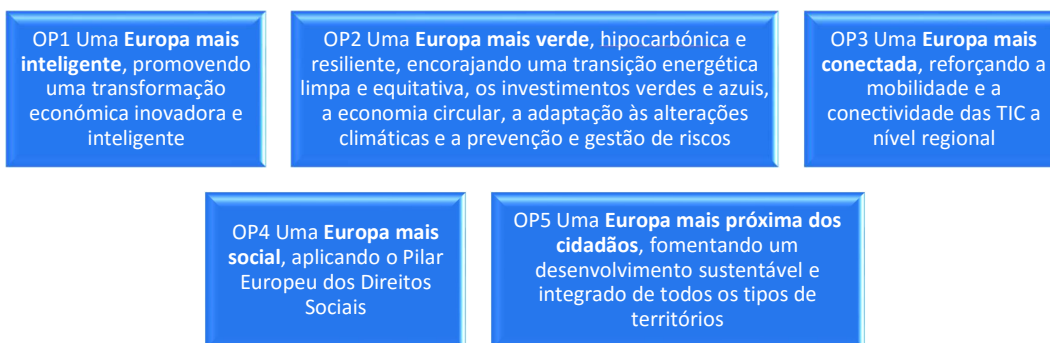 OP1 Uma Europa mais
inteligente, promovendo
uma transformação
económica inovadora e
inteligente
OP2 Uma Europa mais verde, hipocarbónica e
resiliente, encorajando uma transição energética
limpa e equitativa, os investimentos verdes e azuis,
a economia circular, a adaptação às alterações
climáticas e a prevenção e gestão de riscos
OP3 Uma Europa mais
conectada, reforçando a
mobilidade e a
conectividade das TIC a
nível regional
OP4 Uma Europa mais
social, aplicando o Pilar
Europeu dos Direitos
Sociais
OP5 Uma Europa mais próxima dos
cidadãos, fomentando um
desenvolvimento sustentável e
integrado de todos os tipos de
territórios